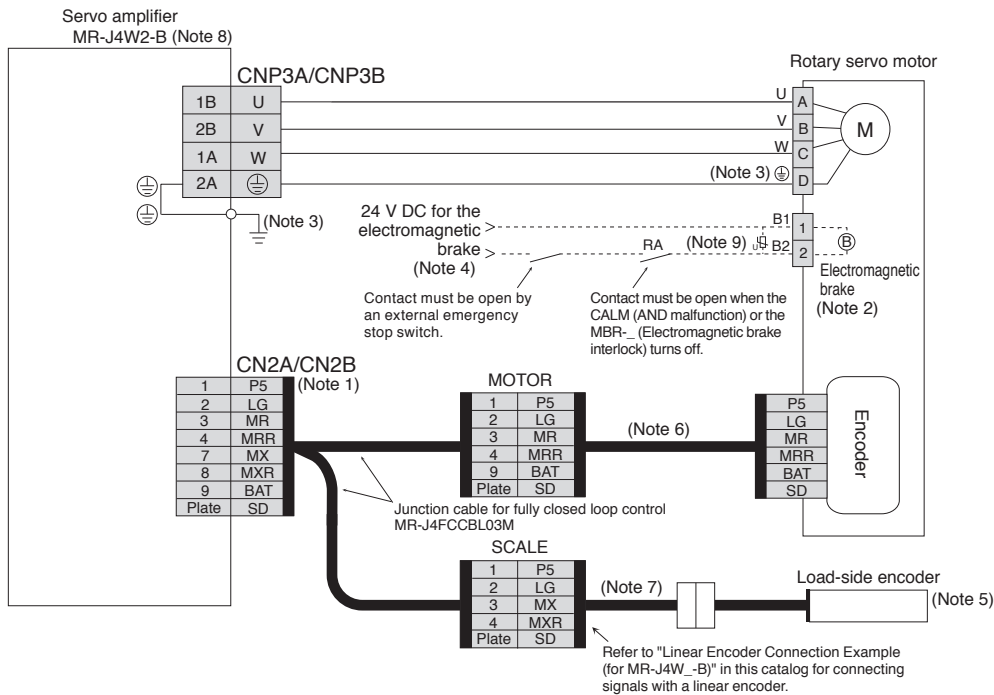 Servo amplifier
MR-J4W2-B (Note 8)
CNP3A/CNP3B
1B U
2B V
1A W
2A
(Note 3)
Rotary servo motor
U A
V B
W C
(Note 3) D
M
24 V DC for the
electromagnetic
brake
(Note 4)
RA
(Note 9)
U
B1 1
B2 2
B
Electromagnetic
brake
(Note 2)
Contact must be open by
an external emergency
stop switch.
Contact must be open when the
CALM (AND malfunction) or the
MBR-_ (Electromagnetic brake
interlock) turns off.
CN2A/CN2B
(Note 1)
1 P5
2 LG
3 MR
4 MRR
7 MX
8 MXR
9 BAT
Plate SD
MOTOR
1 P5
2 LG
3 MR
4 MRR
9 BAT
Plate SD
(Note 6)
P5
LG
MR
MRR
BAT
SD
Encoder
Junction cable for fully closed loop control
MR-J4FCCBL03M
SCALE
1 P5
2 LG
3 MX
4 MXR
Plate SD
(Note 7)
Load-side encoder
(Note 5)
Refer to "Linear Encoder Connection Example
(for MR-J4W_-B)" in this catalog for connecting
signals with a linear encoder.